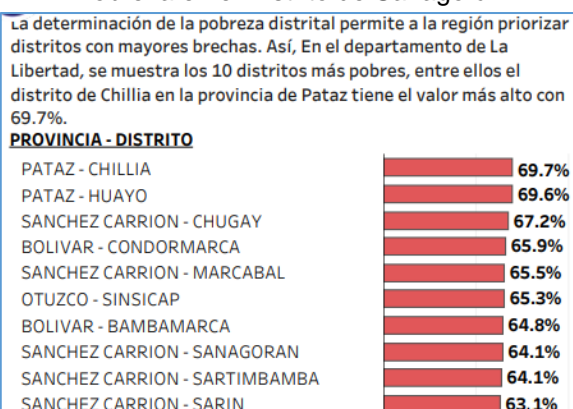 La determinación de la pobreza distrital permite a la región priorizar
distritos con mayores brechas. Así, En el departamento de La
Libertad, se muestra los 10 distritos más pobres, entre ellos el
distrito de Chillia en la provincia de Pataz tiene el valor más alto con
69.7%.
PROVINCIA - DISTRITO
PATAZ - CHILLIA 69.7%
PATAZ - HUAYO 69.6%
SANCHEZ CARRION - CHUGAY 67.2%
BOLIVAR - CONDORMARCA 65.9%
SANCHEZ CARRION - MARCABAL 65.5%
OTUZCO - SINSICAP 65.3%
BOLIVAR - BAMBAMARCA 64.8%
SANCHEZ CARRION - SANAGORAN 64.1%
SANCHEZ CARRION - SARTIMBAMBA 64.1%
SANCHEZ CARRION - SARIN 63.1%